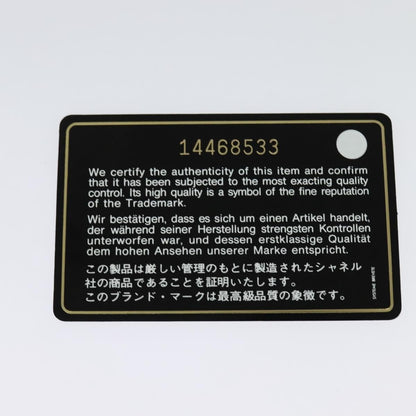 14468533
We certify the authenticity of this item and confirm
that it has been subjected to the most exacting quality
control. Its high quality is a symbol of the fine reputation
of the Trademark.
Wir bestätigen, dass es sich um einen Artikel handelt,
der während seiner Herstellung strengsten Kontrollen
unterworfen war, und dessen erstklassige Qualität
dem hohen Ansehen unserer Marke entspricht.
この製品は厳しい管理のもとに製造されたシャネル
社の商品であることを証明いたします。
このブランド・マークは最高級品質の象徴です。